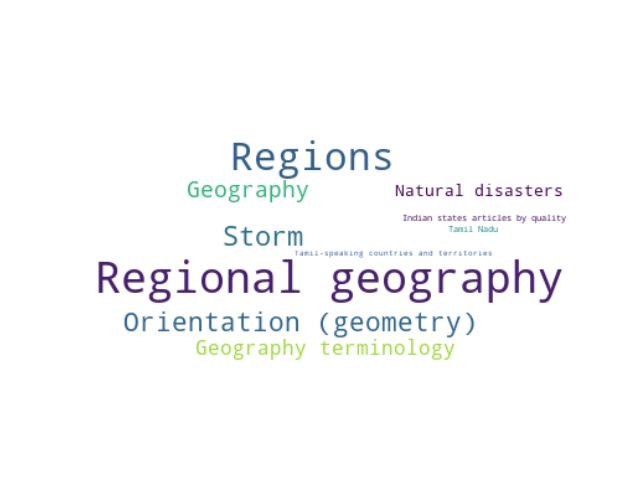 Regions
Geography
Natural disasters
Indian states articles by quality
Tamil Nadu
Storm
Tamil-speaking countries and territories
Regional geography
Orientation (geometry)
Geography terminology